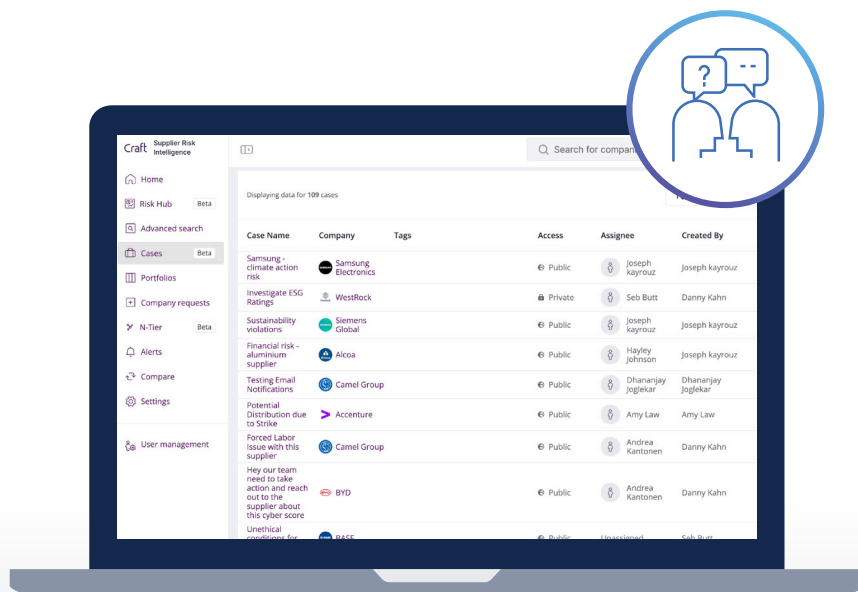 Craft Supplier Risk
Intelligence
Search for compan
Home
Risk Hub Beta
Advanced search
Cases Beta
Portfolios
Company requests
N-Tier Beta
Alerts
Compare
Settings
User management
Displaying data for 109 cases
Case Name Company Tags Access Assignee Created By
Samsung -
climate action
risk
Samsung
Electronics
Public
Joseph
kayrouz
Joseph kayrouz
Investigate ESG
Ratings
WestRock
Private
Seb Butt
Danny Kahn
Sustainability
violations
Siemens
Global
Public
Joseph
kayrouz
Joseph kayrouz
Financial risk -
aluminium
supplier
Alcoa
Public
Hayley
Johnson
Joseph kayrouz
Testing Email
Notifications
Camel Group
Public
Dhananjay
Joglekar
Dhananjay
Joglekar
Potential
Distribution due
to Strike
Accenture
Public
Amy Law
Amy Law
Forced Labor
Issue with this
supplier
Camel Group
Public
Andrea
Kantonen
Danny Kahn
Hey our team
need to take
action and reach
out to the
supplier about
this cyber score
BYD
Public
Andrea
Kantonen
Danny Kahn
Unethical
conditions for
BASF
Public
Unassigned
Seb Butt
?